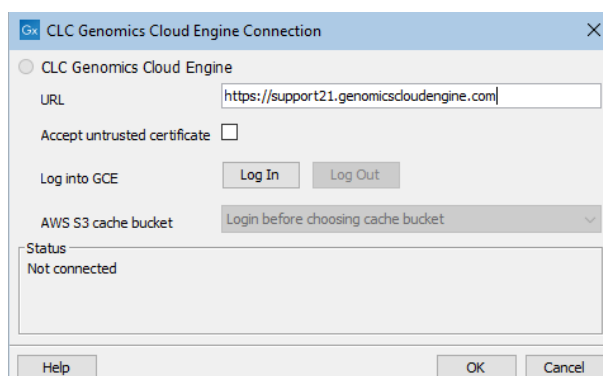 Gx CLC Genomics Cloud Engine Connection
CLC Genomics Cloud Engine
URL https://support21.genomicscloudengine.com
Accept untrusted certificate
Log into GCE Log In Log Out
AWS S3 cache bucket Login before choosing cache bucket
Status
Not connected
Help OK Cancel